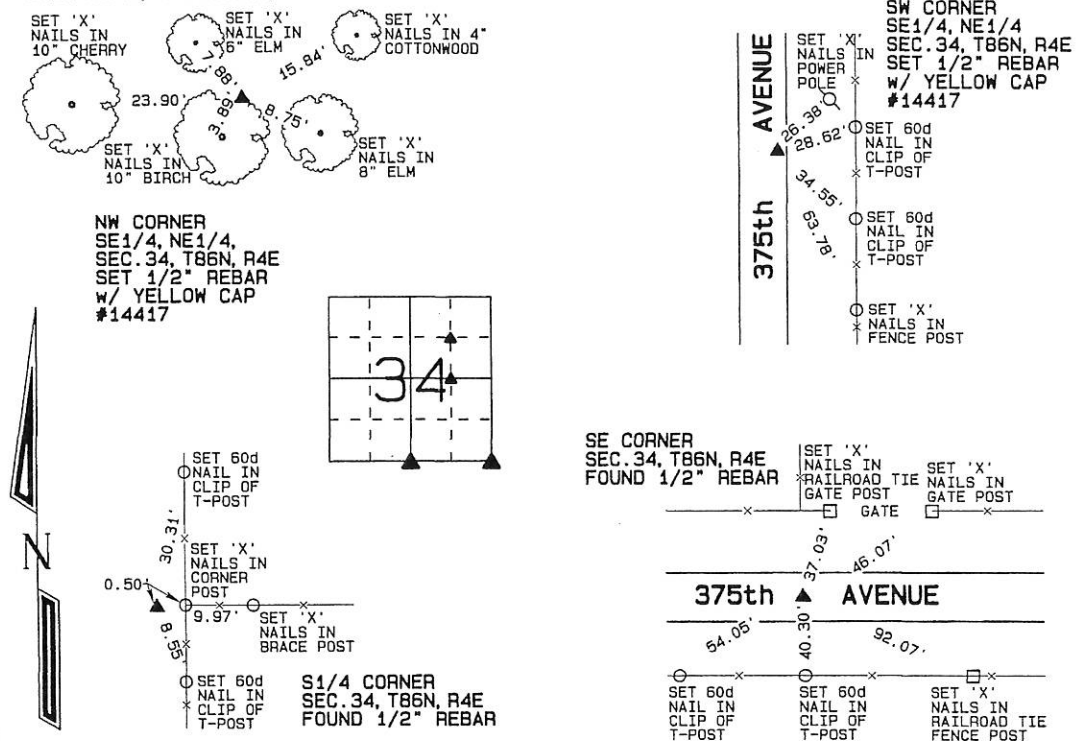 SET 'X'
NAILS IN
10" CHERRY
SET 'X'
NAILS IN
6" ELM
SET 'X'
NAILS IN 4"
COTTONWOOD
7.88'
15.84'
23.90'
3.89'
8.75'
SET 'X'
NAILS IN
10" BIRCH
SET 'X'
NAILS IN
8" ELM
NW CORNER
SE1/4, NE1/4,
SEC.34, T86N, R4E
SET 1/2" REBAR
w/ YELLOW CAP
#14417
SW CORNER
SE1/4, NE1/4
SEC.34, T86N, R4E
SET 1/2" REBAR
w/ YELLOW CAP
#14417
SET 'X'
NAILS IN
POWER
POLE
375th AVENUE
26.38'
28.62'
34.55'
63.78'
SET 60d
NAIL IN
CLIP OF
T-POST
SET 60d
NAIL IN
CLIP OF
T-POST
SET 'X'
NAILS IN
FENCE POST
34
N
SET 60d
NAIL IN
CLIP OF
T-POST
30.31'
SET 'X'
NAILS IN
CORNER
POST
0.50'
9.97'
8.55'
SET 'X'
NAILS IN
BRACE POST
SET 60d
NAIL IN
CLIP OF
T-POST
S1/4 CORNER
SEC.34, T86N, R4E
FOUND 1/2" REBAR
SE CORNER
SEC.34, T86N, R4E
FOUND 1/2" REBAR
SET 'X'
NAILS IN
RAILROAD TIE
GATE POST
SET 'X'
NAILS IN
GATE POST
GATE
37.03'
46.07'
375th AVENUE
54.05'
40.30'
92.07'
SET 60d
NAIL IN
CLIP OF
T-POST
SET 60d
NAIL IN
CLIP OF
T-POST
SET 'X'
NAILS IN
RAILROAD TIE
FENCE POST